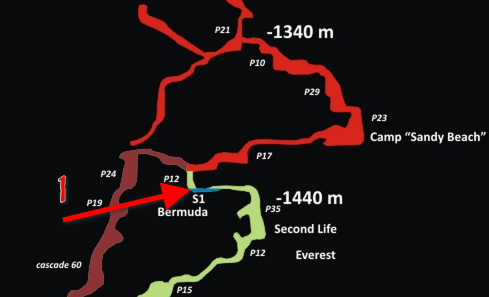 P21
-1340 m
P10
P29
P23
Camp "Sandy Beach"
P17
P24
P12
1
P19
S1
Bermuda
-1440 m
P35
Second Life
P12
Everest
cascade 60
P15